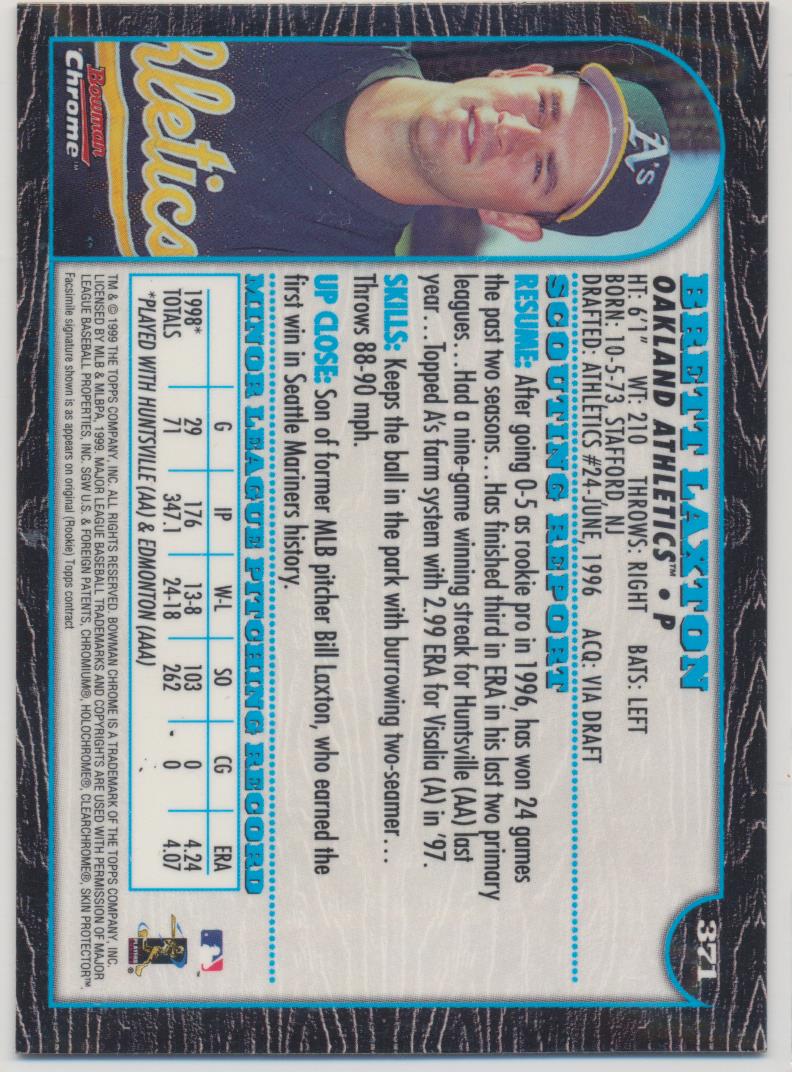 371
BRETT LAXTON
OAKLAND ATHLETICS™ • P
HT: 6'1" WT: 210 THROWS: RIGHT BATS: LEFT
BORN: 10-5-73 STAFFORD, NJ
DRAFTED: ATHLETICS #24-JUNE, 1996 ACQ: VIA DRAFT
SCOUTING REPORT
RESUME: After going 0-5 as rookie pro in 1996, has won 24 games
the past two seasons... Has finished third in ERA in his last two primary
leagues... Had a nine-game winning streak for Huntsville (AA) last
year... Topped A's farm system with 2.99 ERA for Visalia (A) in '97.
SKILLS: Keeps the ball in the park with burrowing two-seamer...
Throws 88-90 mph.
UP CLOSE: Son of former MLB pitcher Bill Laxton, who earned the
first win in Seattle Mariners history.
A's
hletics
Bowman
Chrome™
MINOR LEAGUE PITCHING RECORD
G IP W-L SO CG ERA
1998* 29 176 13-8 103 0 4.24
TOTALS 71 347.1 24-18 262 0 4.07
*PLAYED WITH HUNTSVILLE (AA) & EDMONTON (AAA)
PLAYERS
TM & © 1999 THE TOPPS COMPANY, INC. ALL RIGHTS RESERVED. BOWMAN CHROME IS A TRADEMARK OF THE TOPPS COMPANY, INC.
LICENSED BY MLB & MLBPA, 1999. MAJOR LEAGUE BASEBALL TRADEMARKS AND COPYRIGHTS ARE USED WITH PERMISSION OF MAJOR
LEAGUE BASEBALL PROPERTIES, INC. SGW U.S. & FOREIGN PATENTS, CHROMIUM®, HOLOCHROME®, CLEARCHROME®, SKIN PROTECTOR™.
Facsimile signature shown is as appears on original (Rookie) Topps contract